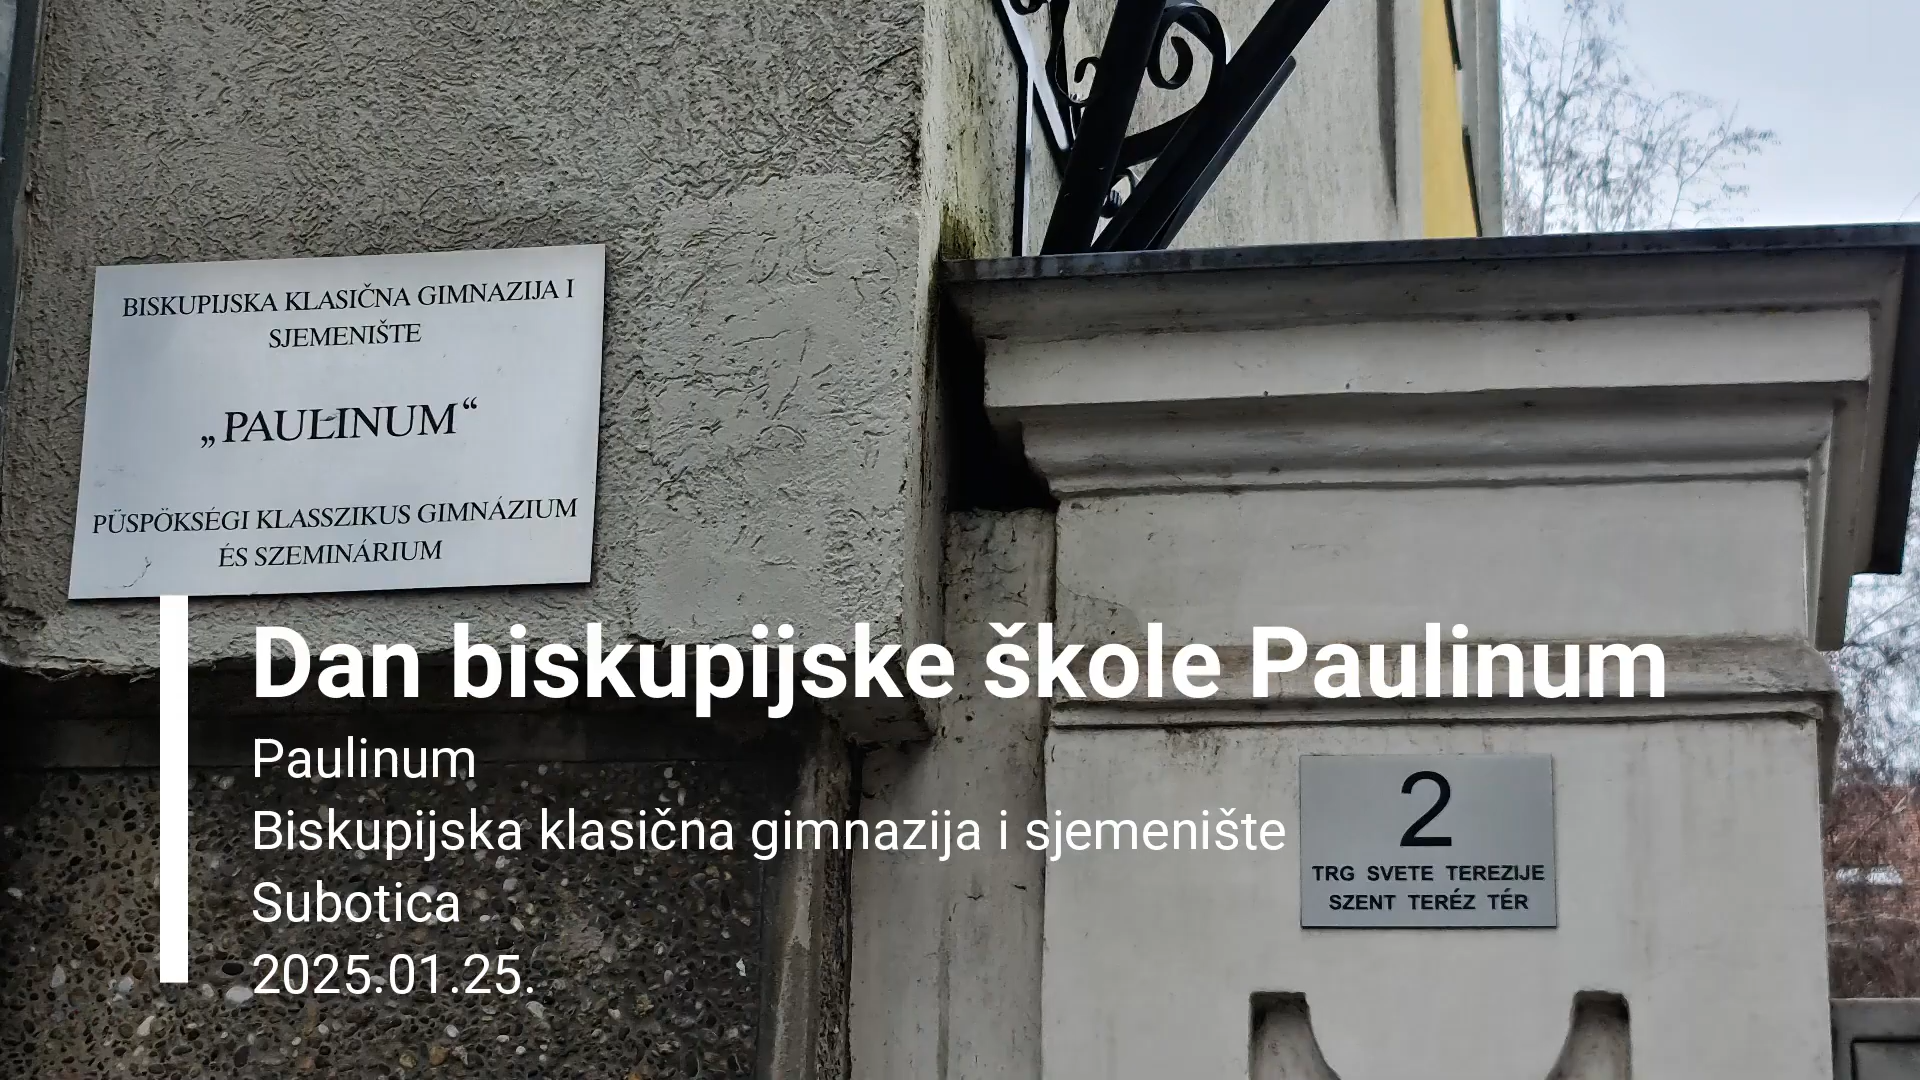 BISKUPIJSKA KLASIČNA GIMNAZIJA I
SJEMENIŠTE
„PAULINUM“
PÜSPÖKSÉGI KLASSZIKUS GIMNÁZIUM
ÉS SZEMINÁRIUM
Dan biskupijske škole Paulinum
Paulinum
Biskupijska klasična gimnazija i sjemenište
Subotica
2025.01.25.
2
TRG SVETE TEREZIJE
SZENT TERÉZ TÉR